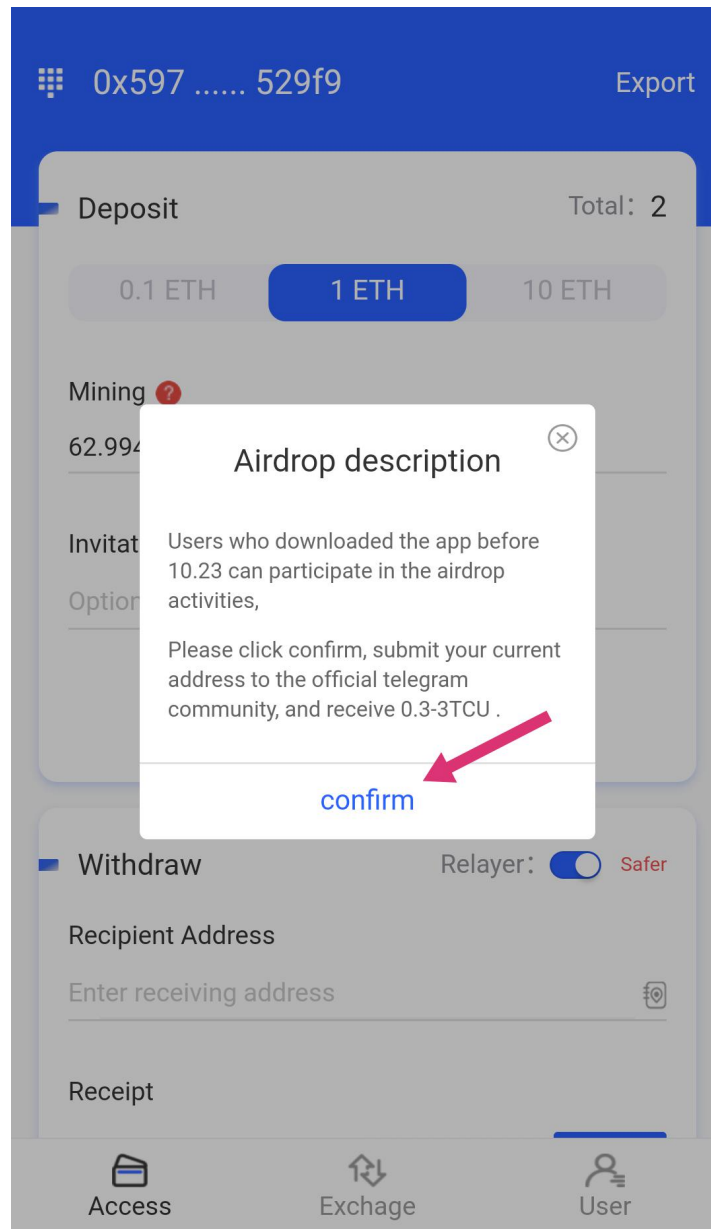 0x597 ...... 529f9
Export
Deposit
Total: 2
0.1 ETH
1 ETH
10 ETH
Mining ?
62.994
Airdrop description
Invitat
Option
Users who downloaded the app before
10.23 can participate in the airdrop
activities,
Please click confirm, submit your current
address to the official telegram
community, and receive 0.3-3TCU .
confirm
Withdraw
Relayer:
Safer
Recipient Address
Enter receiving address
Receipt
Access
Exchage
User